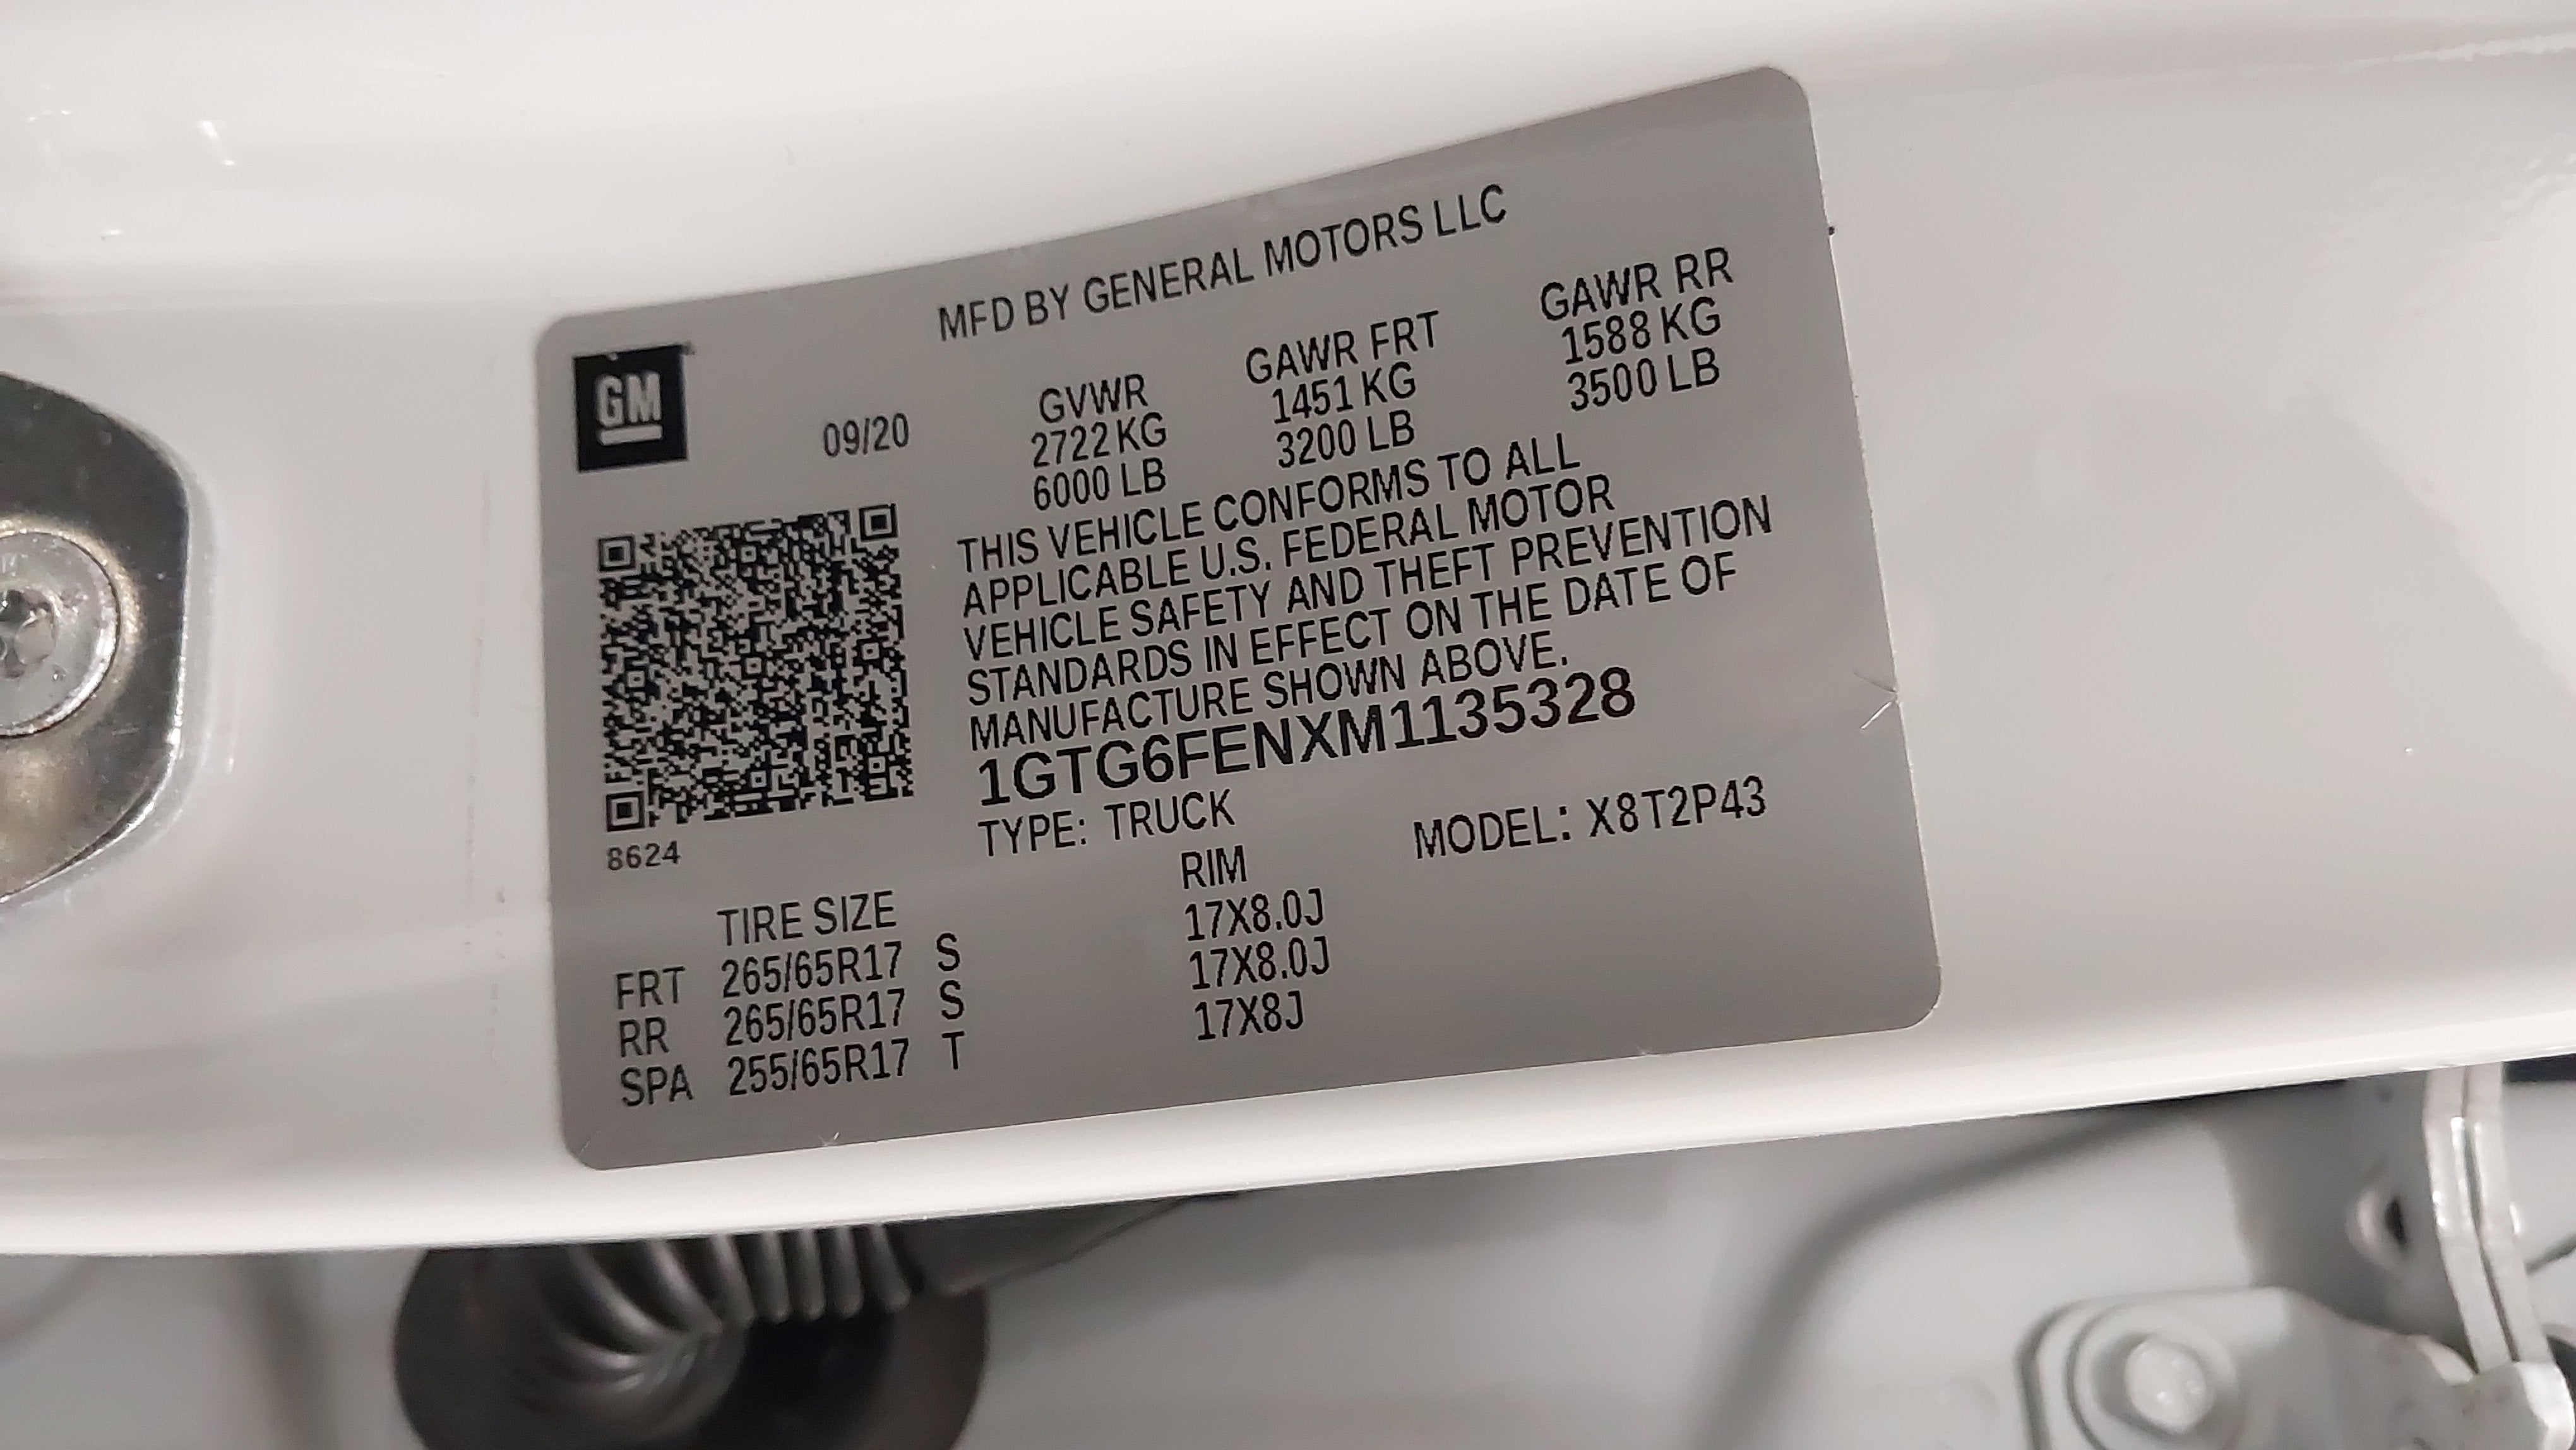 MFD BY GENERAL MOTORS LLC
GM
09/20
GVWR GAWR FRT GAWR RR
2722 KG 1451 KG 1588 KG
6000 LB 3200 LB 3500 LB
THIS VEHICLE CONFORMS TO ALL
APPLICABLE U.S. FEDERAL MOTOR
VEHICLE SAFETY AND THEFT PREVENTION
STANDARDS IN EFFECT ON THE DATE OF
MANUFACTURE SHOWN ABOVE.
1GTG6FENXM1135328
TYPE: TRUCK MODEL: X8T2P43
8624
TIRE SIZE RIM
FRT 265/65R17 S 17X8.0J
RR 265/65R17 S 17X8.0J
SPA 255/65R17 T 17X8J